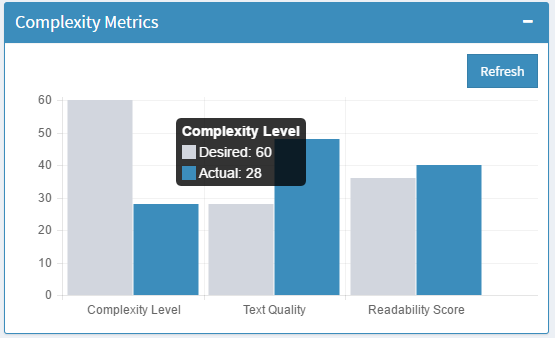 Complexity Metrics
Refresh
60
50
40
30
20
10
0
Complexity Level
Desired: 60
Actual: 28
Complexity Level Text Quality Readability Score